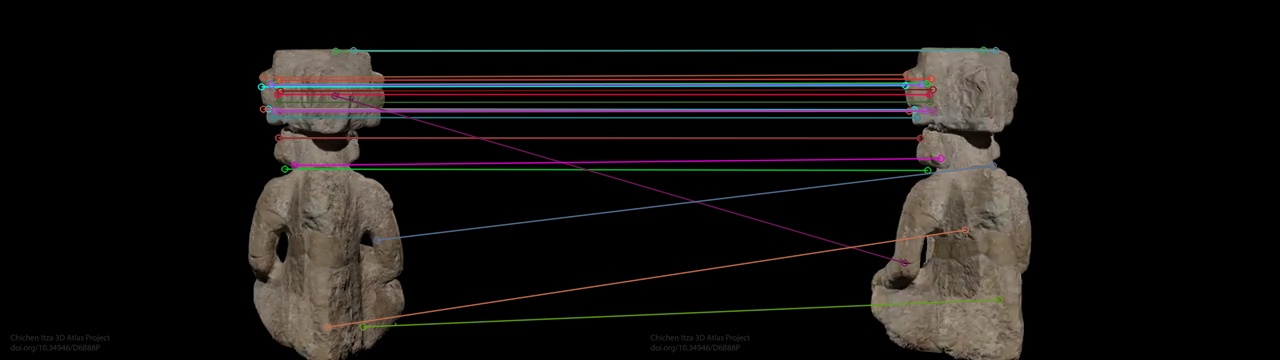 Chichen Itza 3D Atlas Project
doi.org/10.34946/D6B88P
Chichen Itza 3D Atlas Project
doi.org/10.34946/D6B88P